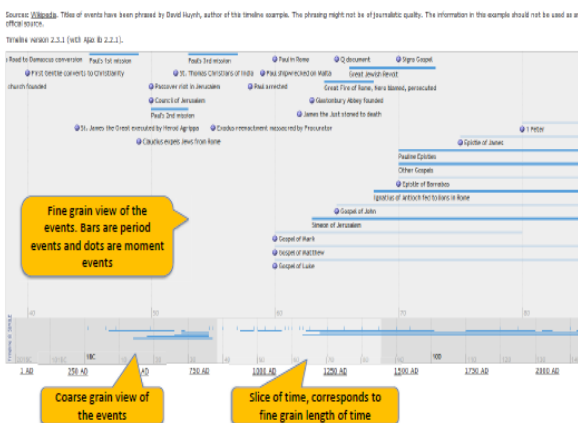 Sources: Wikipedia. Titles of events have been phrased by David Huynh, author of this timeline example. The phrasing might not be of journalistic quality. The information in this example should not be used as a
official source.
Timeline version 2.3.1 (with Ajax lib 2.2.1).
Road to Damascus conversion Paul's 1st mission Paul's 3rd mission Paul in Rome Q document Signs Gospel
First Gentile converts to Christianity St. Thomas Christians of India Paul shipwrecked on Malta Great Jewish Revolt
church founded Passover riot in Jerusalem Paul arrested Great Fire of Rome, Nero blamed, persecuted
Council of Jerusalem Glastonbury Abbey founded
Paul's 2nd mission James the Just stoned to death
St. James the Great executed by Herod Agrippa Exodus reenactment massacred by Procurator 1 Peter
Claudius expels Jews from Rome Epistle of James
Pauline Epistles
Other Gospels
Epistle of Barnabas
Ignatius of Antioch fed to lions in Rome
Gospel of John
Simeon of Jerusalem
Gospel of Mark
Gospel of Matthew
Gospel of Luke
Fine grain view of the
events. Bars are period
events and dots are moment
events
40 50 60 70 80
1 AD 250 AD AD 750 AD 1000 AD 1250 AD 1500 AD 1750 AD 2000 AD
Coarse grain view of
the events
Slice of time, corresponds to
fine grain length of time